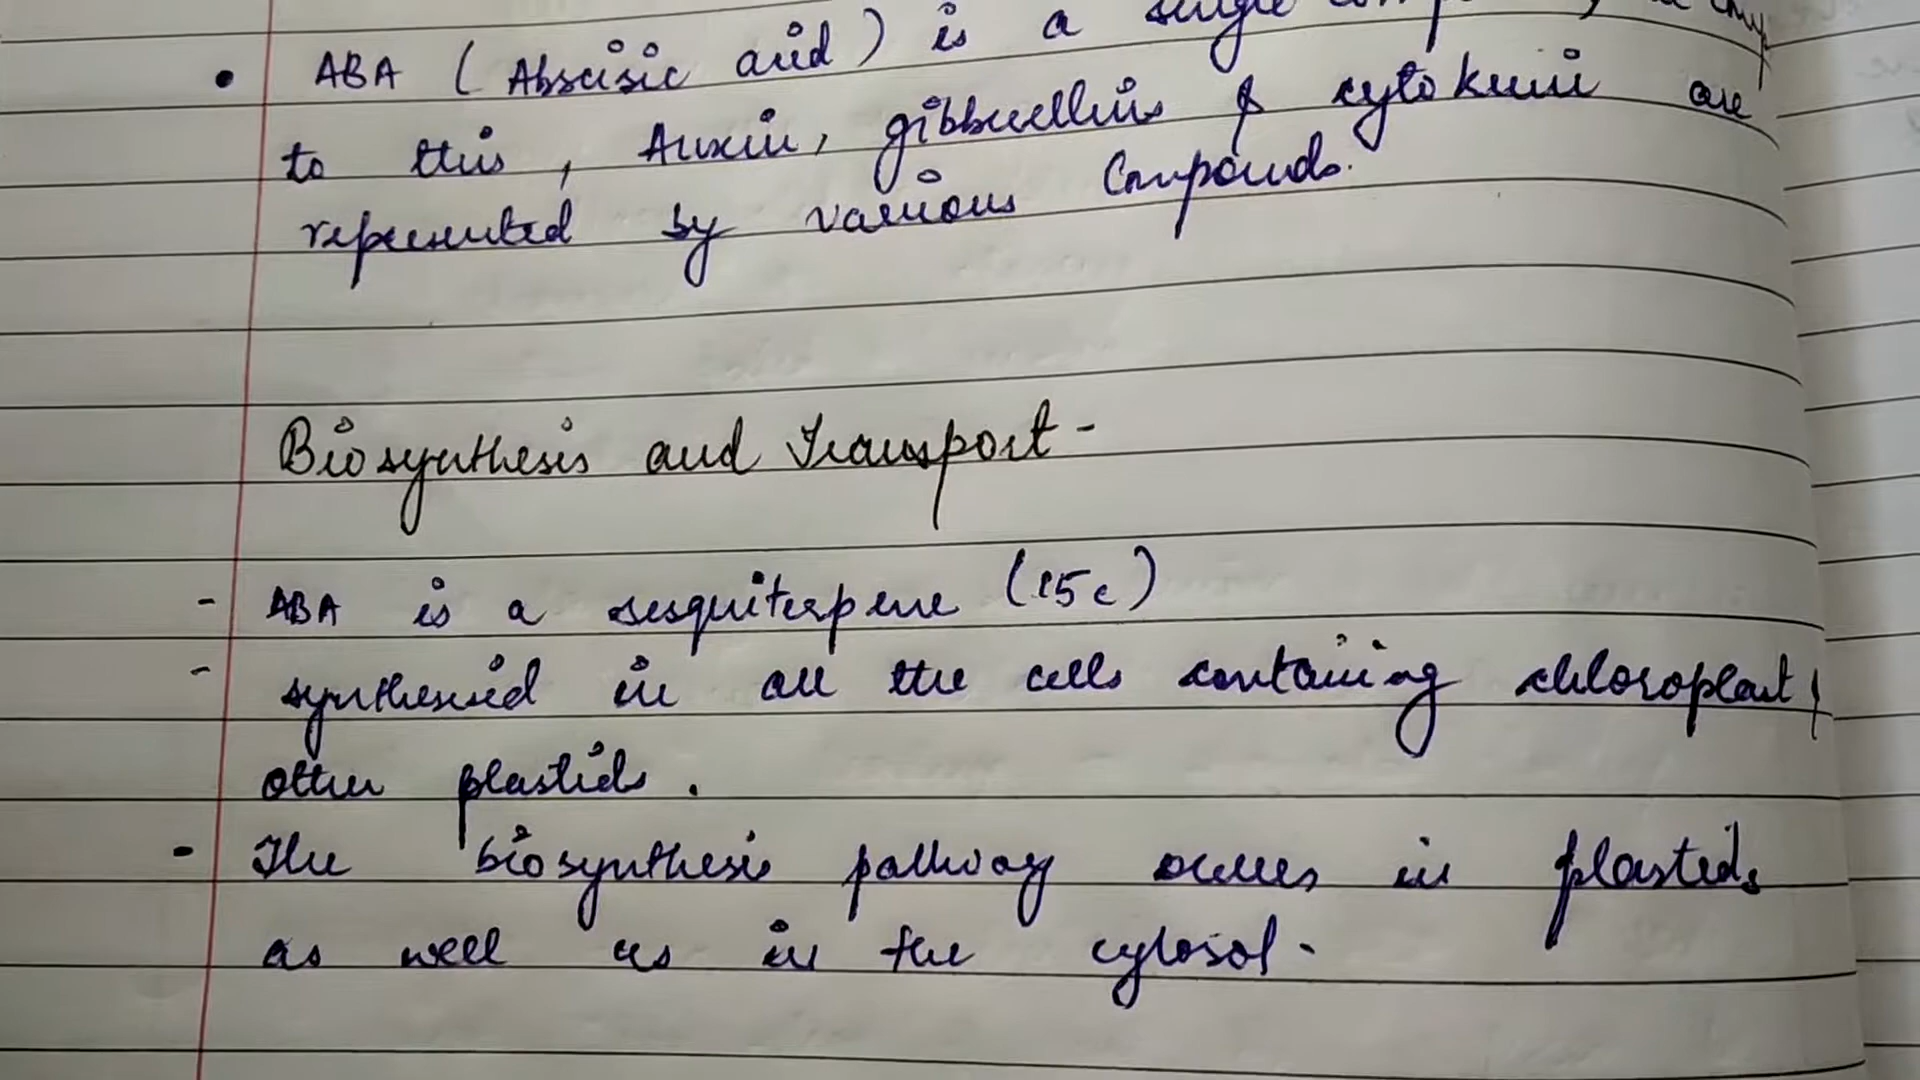 • ABA (Abscisic acid) is a single
to this, Auxin, gibberellins & cytokinin are
represented by various compounds.
Biosynthesis and Transport -
- ABA is a sesquiterpene (15c)
- synthesised in all the cells containing chloroplast &
other plastids.
- The biosynthesis pathway occurs in plastids
as well as in the cytosol.